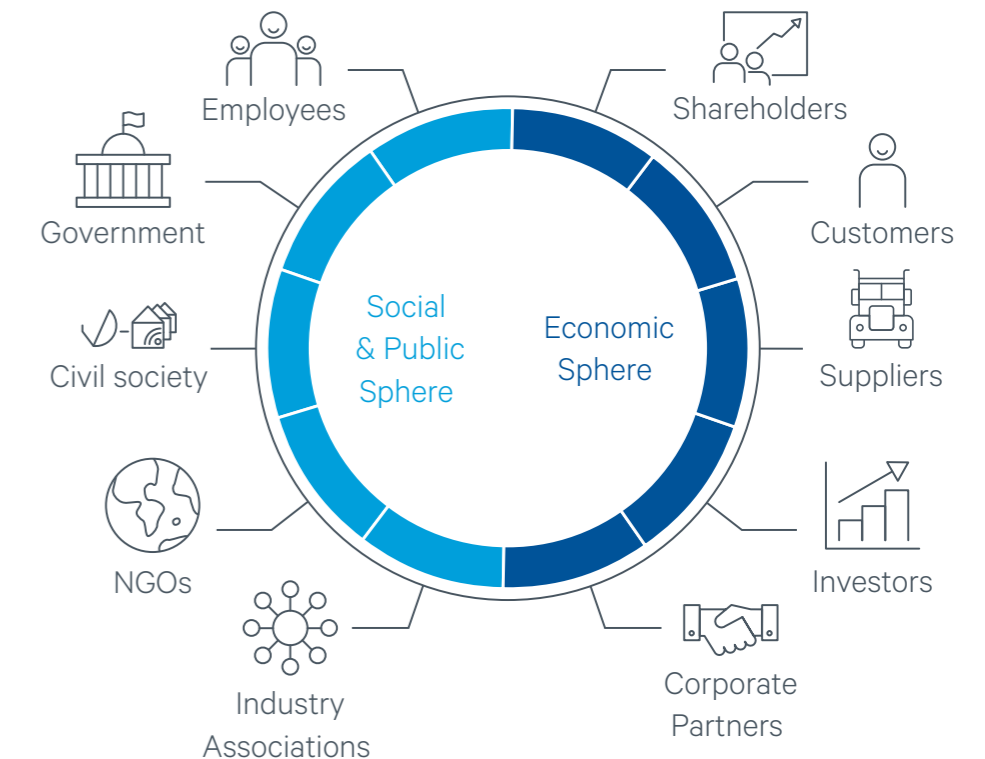 Employees
Shareholders
Government
Customers
Social
& Public
Sphere
Economic
Sphere
Civil society
Suppliers
NGOs
Investors
Industry
Associations
Corporate
Partners